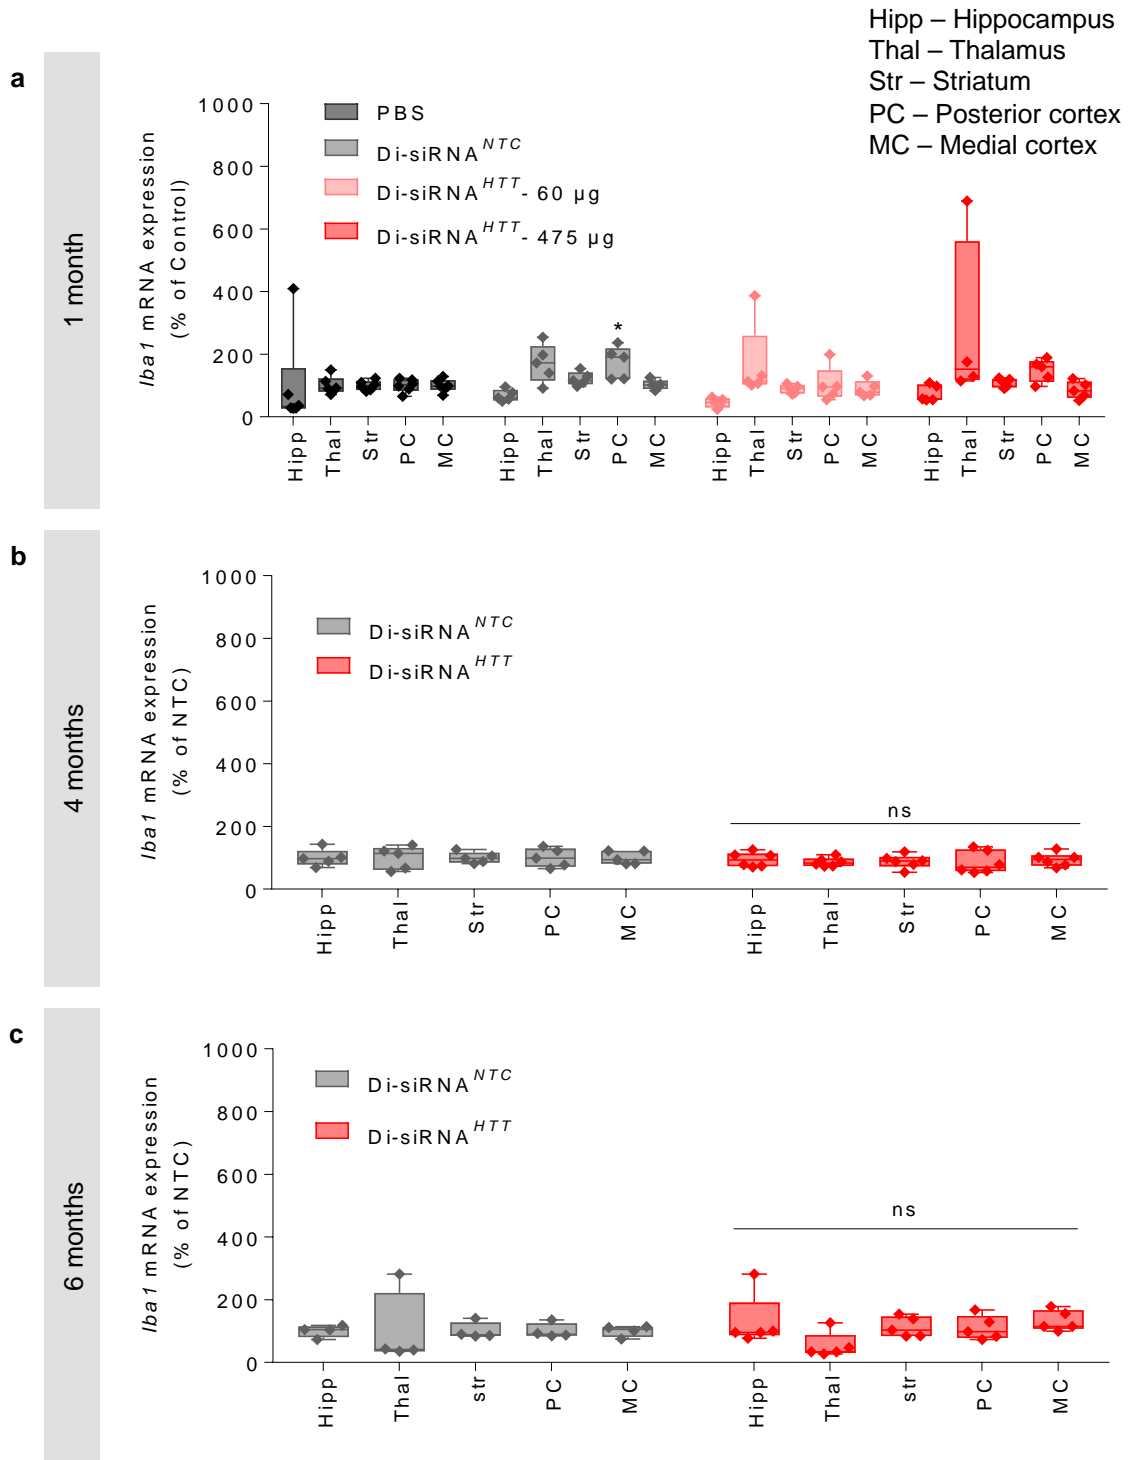 Hipp – Hippocampus
Thal – Thalamus
Str – Striatum
PC – Posterior cortex
MC – Medial cortex
a
1 month
Iba1 mRNA expression
(% of Control)
1000
800
600
400
200
0
PBS
Di-siRNA^NTC
Di-siRNA^HTT - 60 µg
Di-siRNA^HTT - 475 µg
*
Hipp Thal Str PC MC Hipp Thal Str PC MC Hipp Thal Str PC MC Hipp Thal Str PC MC
b
4 months
Iba1 mRNA expression
(% of NTC)
1000
800
600
400
200
0
Di-siRNA^NTC
Di-siRNA^HTT
ns
Hipp Thal Str PC MC Hipp Thal Str PC MC
c
6 months
Iba1 mRNA expression
(% of NTC)
1000
800
600
400
200
0
Di-siRNA^NTC
Di-siRNA^HTT
ns
Hipp Thal str PC MC Hipp Thal str PC MC